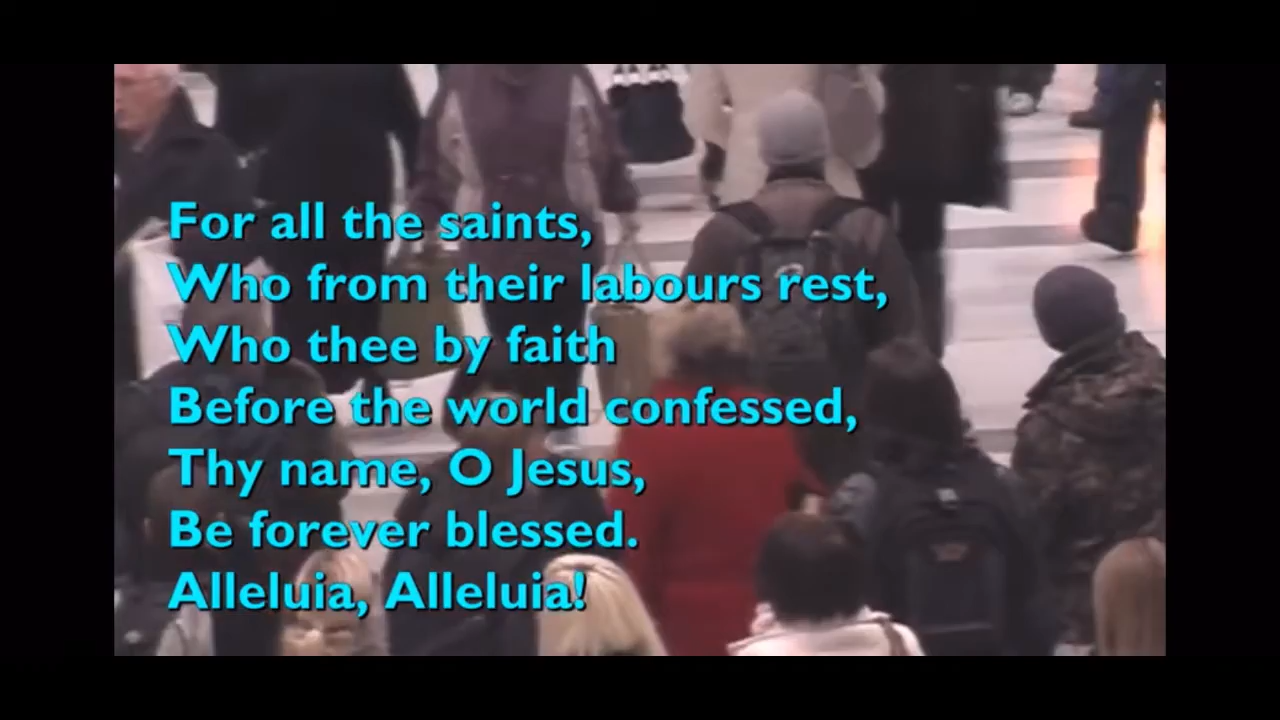 For all the saints,
Who from their labours rest,
Who thee by faith
Before the world confessed,
Thy name, O Jesus,
Be forever blessed.
Alleluia, Alleluia!